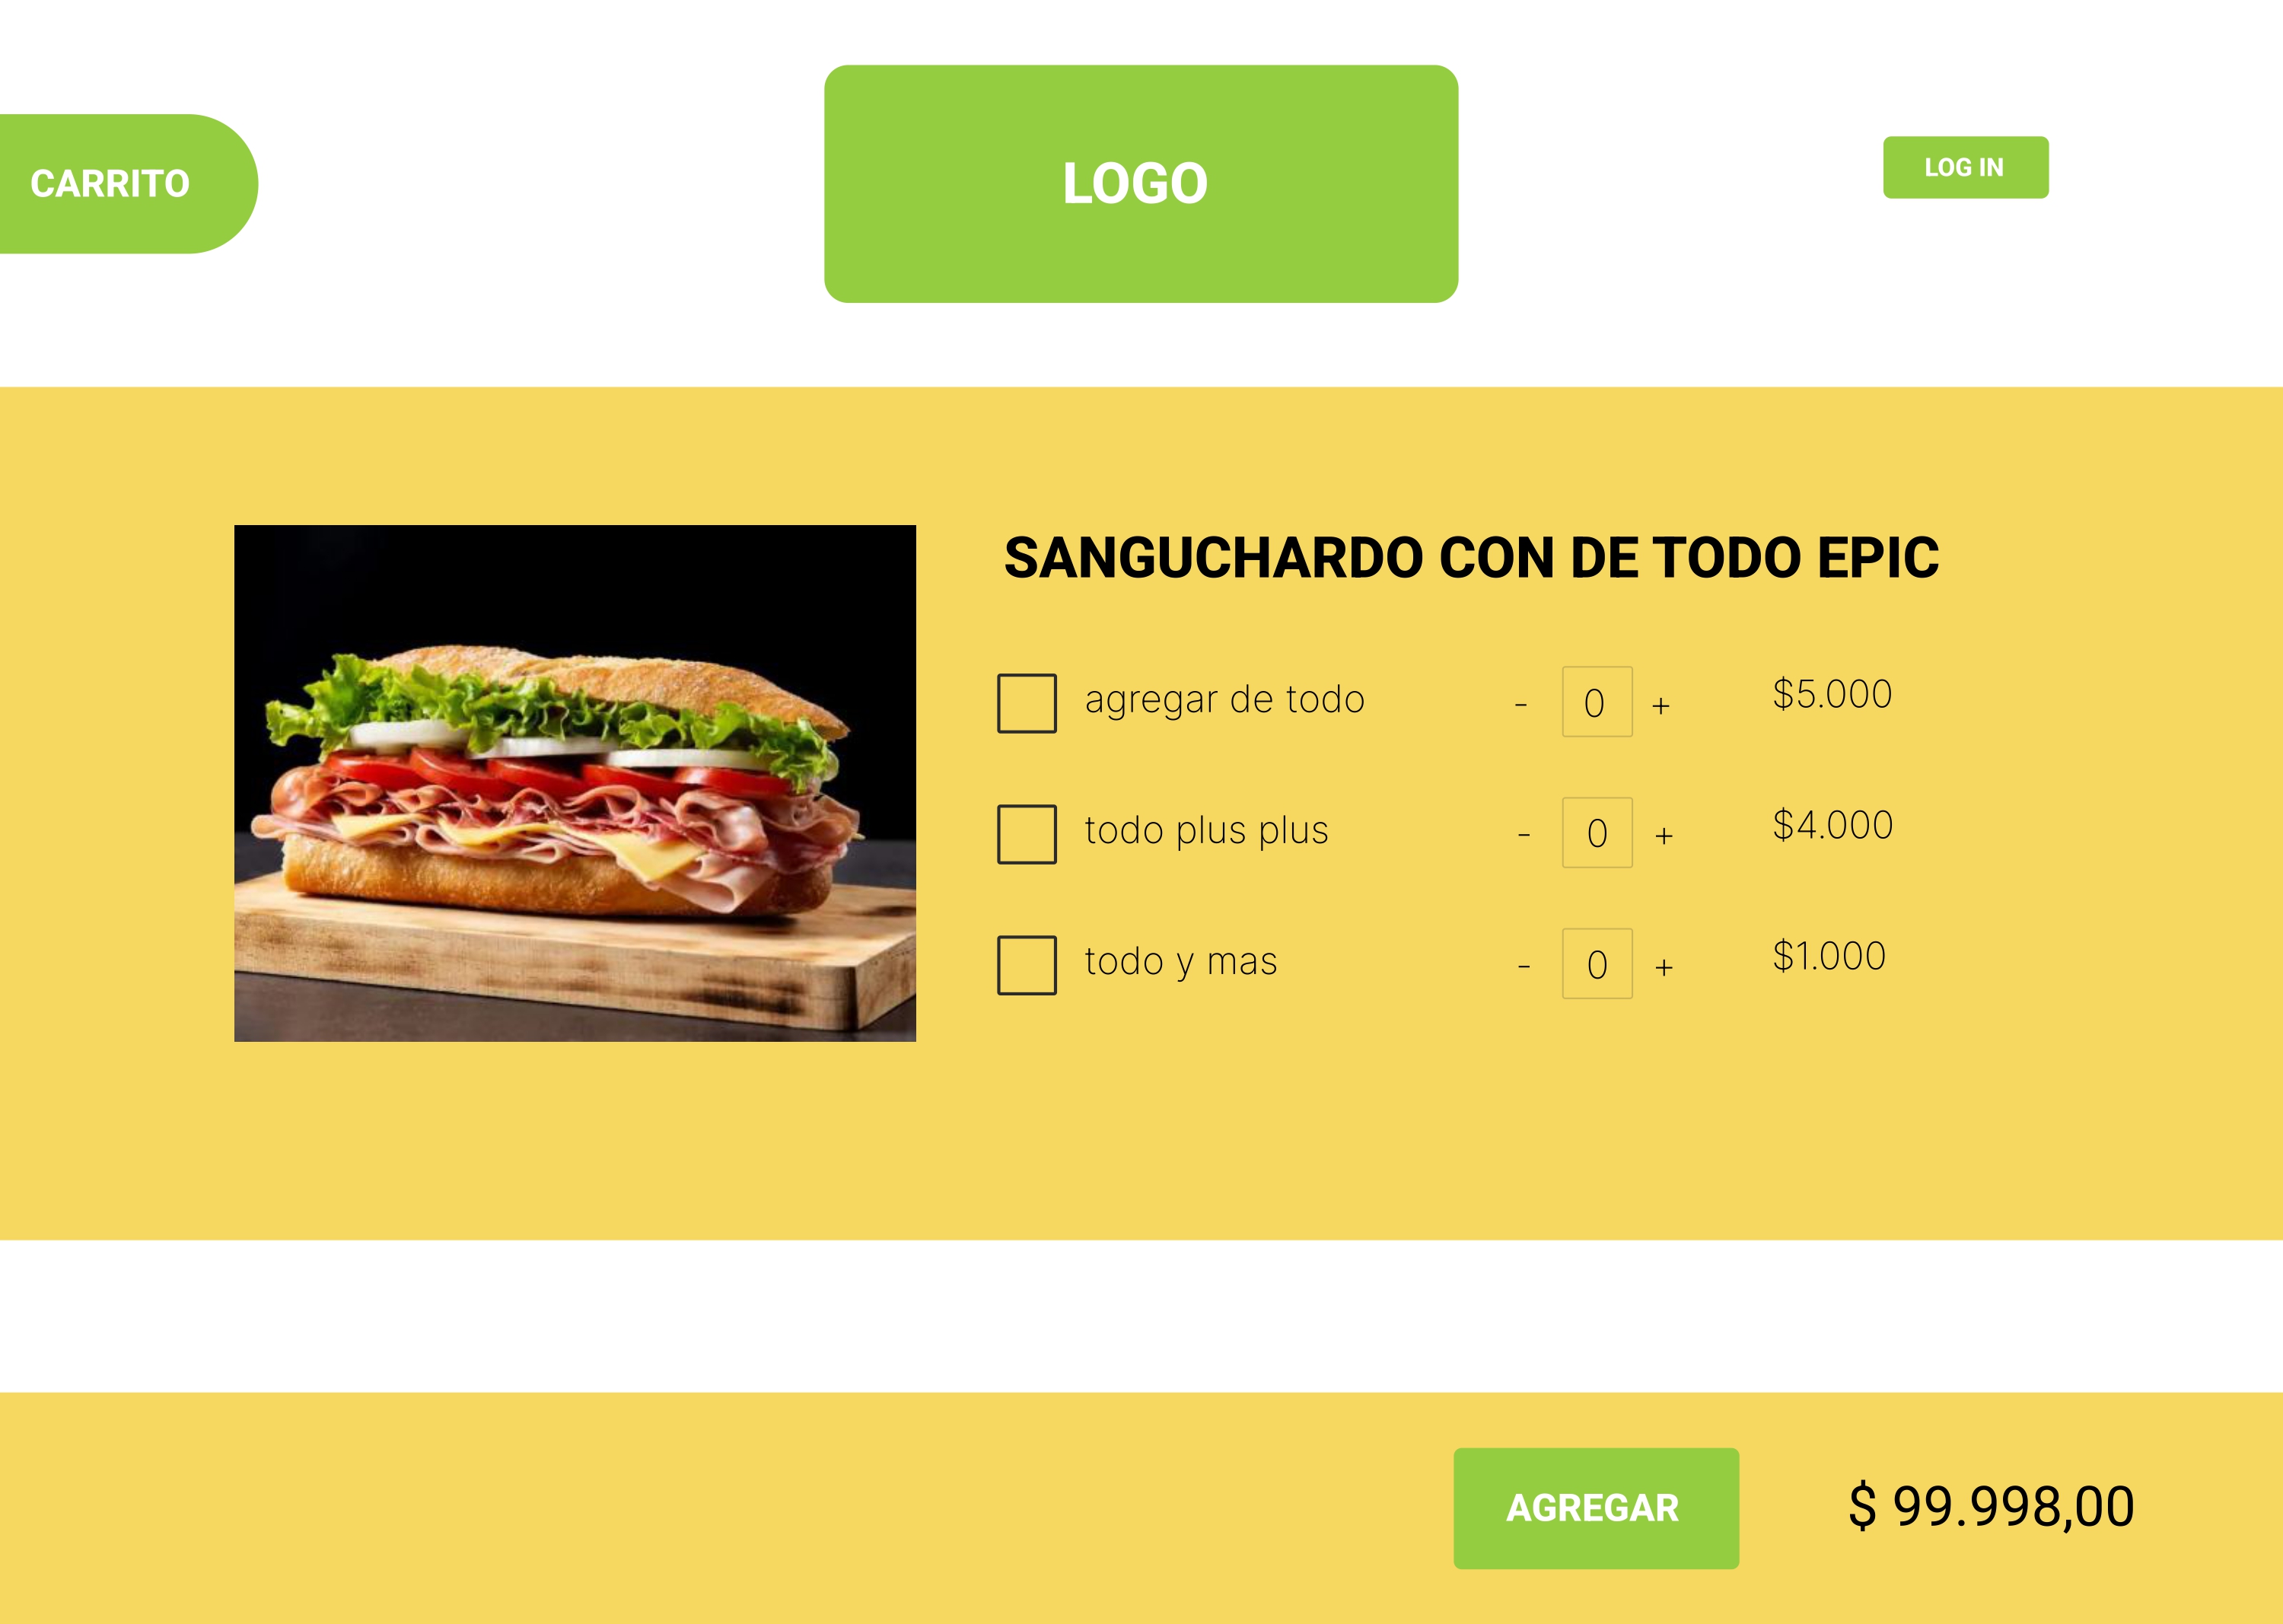 CARRITO
LOGO
LOG IN
SANGUCHARDO CON DE TODO EPIC
agregar de todo - 0 + $5.000
todo plus plus - 0 + $4.000
todo y mas - 0 + $1.000
AGREGAR $ 99.998,00